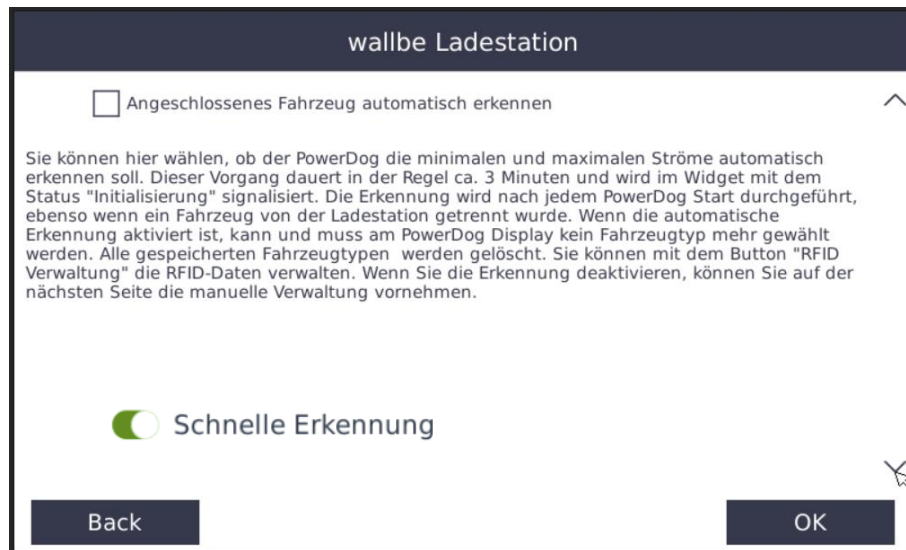 wallbe Ladestation
Angeschlossenes Fahrzeug automatisch erkennen
Sie können hier wählen, ob der PowerDog die minimalen und maximalen Ströme automatisch
erkennen soll. Dieser Vorgang dauert in der Regel ca. 3 Minuten und wird im Widget mit dem
Status "Initialisierung" signalisiert. Die Erkennung wird nach jedem PowerDog Start durchgeführt,
ebenso wenn ein Fahrzeug von der Ladestation getrennt wurde. Wenn die automatische
Erkennung aktiviert ist, kann und muss am PowerDog Display kein Fahrzeugtyp mehr gewählt
werden. Alle gespeicherten Fahrzeugtypen  werden gelöscht. Sie können mit dem Button "RFID
Verwaltung" die RFID-Daten verwalten. Wenn Sie die Erkennung deaktivieren, können Sie auf der
nächsten Seite die manuelle Verwaltung vornehmen.
Schnelle Erkennung
Back
OK